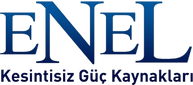 ENEL
Kesintisiz Güç Kaynakları